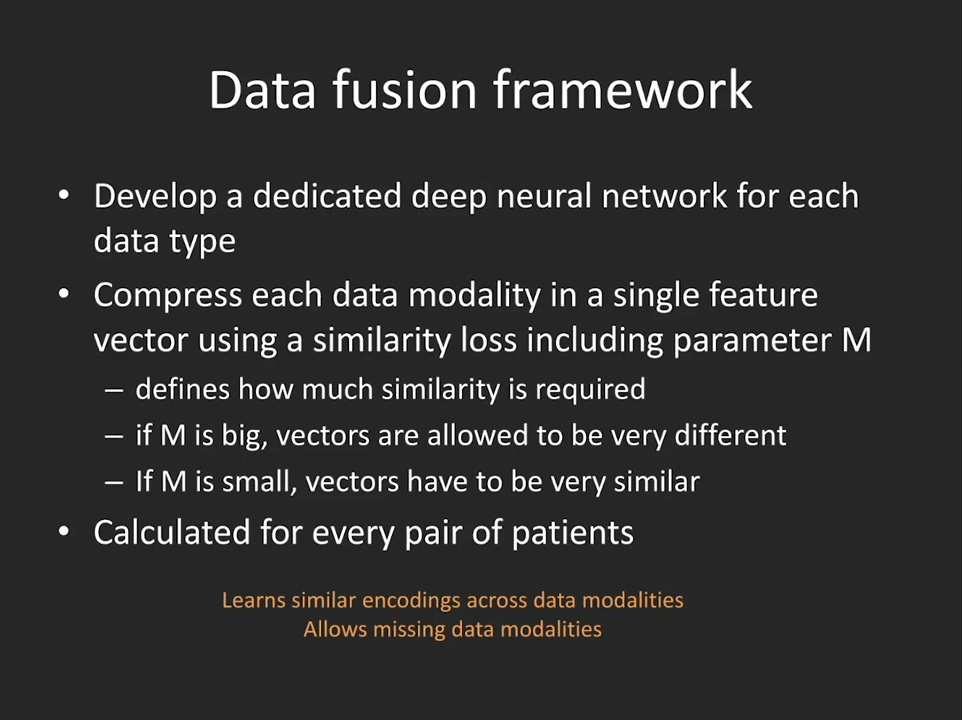 Data fusion framework
• Develop a dedicated deep neural network for each
data type
• Compress each data modality in a single feature
vector using a similarity loss including parameter M
– defines how much similarity is required
– if M is big, vectors are allowed to be very different
– If M is small, vectors have to be very similar
• Calculated for every pair of patients
Learns similar encodings across data modalities
Allows missing data modalities